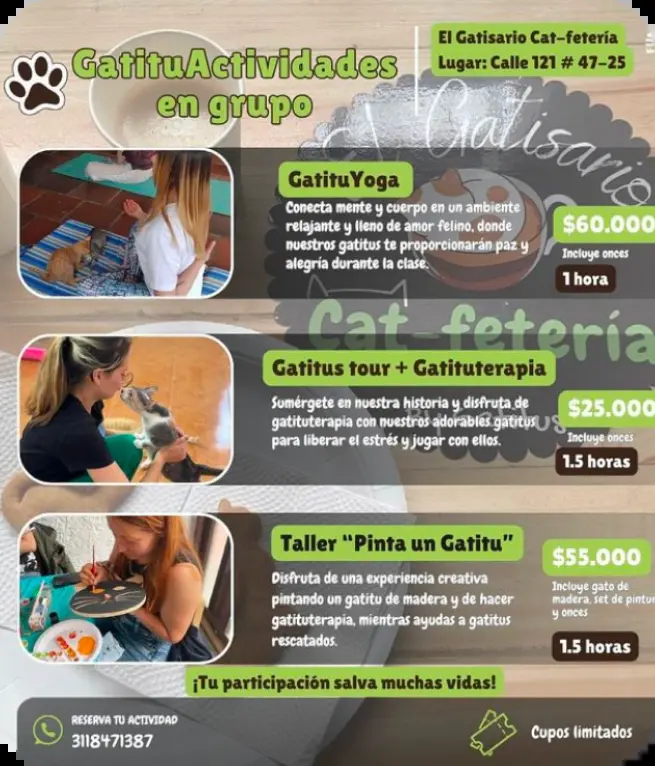 GatituActividades
en grupo
El Gatisario Cat-fetería
Lugar: Calle 121 # 47-25
Gatisario
Cat-fetería
GatituYoga
Conecta mente y cuerpo en un ambiente
relajante y lleno de amor felino, donde
nuestros gatitus te proporcionarán paz y
alegría durante la clase.
$60.000
Incluye onces
1 hora
Gatitus tour + Gatituterapia
Sumérgete en nuestra historia y disfruta de
gatituterapia con nuestros adorables gatitus
para liberar el estrés y jugar con ellos.
$25.000
Incluye onces
1.5 horas
Taller “Pinta un Gatitu”
Disfruta de una experiencia creativa
pintando un gatitu de madera y de hacer
gatituterapia, mientras ayudas a gatitus
rescatados.
$55.000
Incluye gato de
madera, set de pintur
y onces
1.5 horas
¡Tu participación salva muchas vidas!
RESERVA TU ACTIVIDAD
3118471387
Cupos limitados